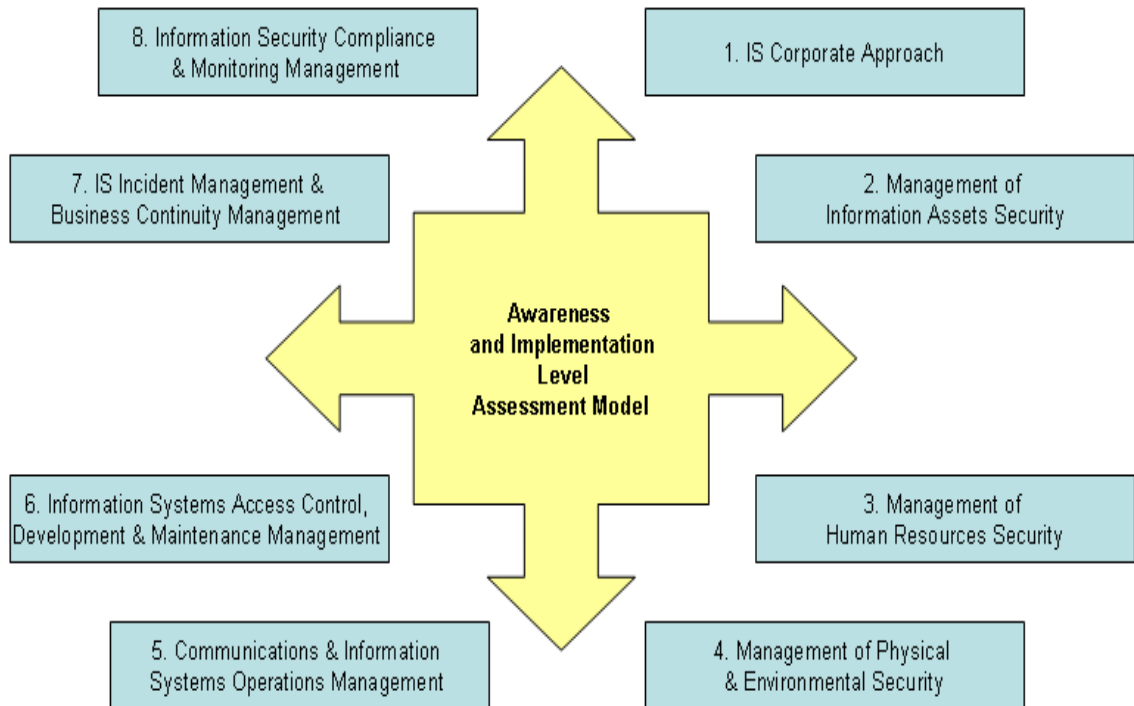 8. Information Security Compliance
& Monitoring Management
1. IS Corporate Approach
7. IS Incident Management &
Business Continuity Management
2. Management of
Information Assets Security
Awareness
and Implementation
Level
Assessment Model
6. Information Systems Access Control,
Development & Maintenance Management
3. Management of
Human Resources Security
5. Communications & Information
Systems Operations Management
4. Management of Physical
& Environmental Security